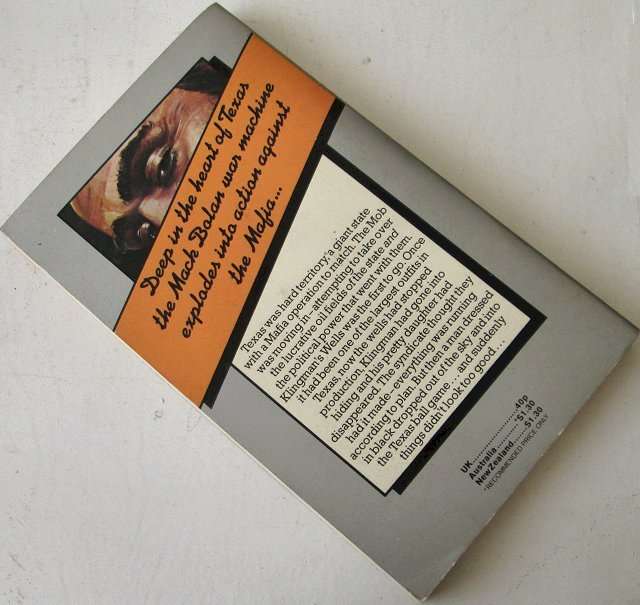 Deep in the heart of Texas
the Mack Bolan war machine
explodes into action against
the Mafia...
Texas was hard territory-a giant state
with a Mafia operation to match. The Mob
was moving in-attempting to take over
the lucrative oil fields of the state and
the political power that went with them.
Klingman's Wells was the first to go. Once
it had been one of the largest outfits in
Texas-now the wells had stopped
production, Klingman had gone into
hiding and his pretty daughter had
disappeared. The syndicate thought they
had it made-everything was running
according to plan. But then a man dressed
in black dropped out of the sky and into
the Texas ball game... and suddenly
things didn't look too good...
UK....................40p
Australia............*$1.30
New Zealand.......$1.30
*RECOMMENDED PRICE ONLY